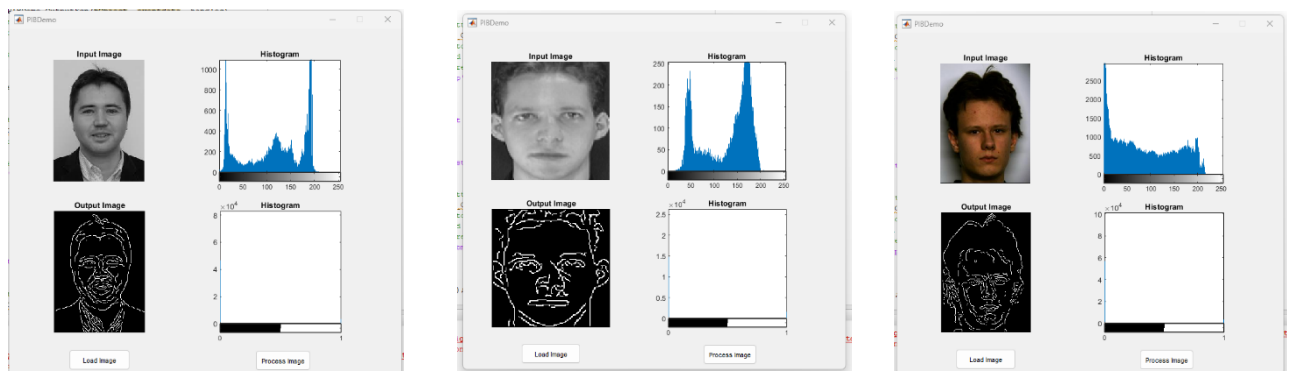 Pi8Demo
Input Image
Histogram
1000
800
600
400
200
0
0 50 100 150 200 250
Output Image
Histogram
×10^4
8
6
4
2
0
0 1
Load Image
Process Image
Pi8Demo
Input Image
Histogram
250
200
150
100
50
0
0 50 100 150 200 250
Output Image
Histogram
×10^4
2.5
2
1.5
1
0.5
0
0 1
Load Image
Process Image
Pi8Demo
Input Image
Histogram
2500
2000
1500
1000
500
0
0 50 100 150 200 250
Output Image
Histogram
×10^4
10
8
6
4
2
0
0 1
Load Image
Process Image